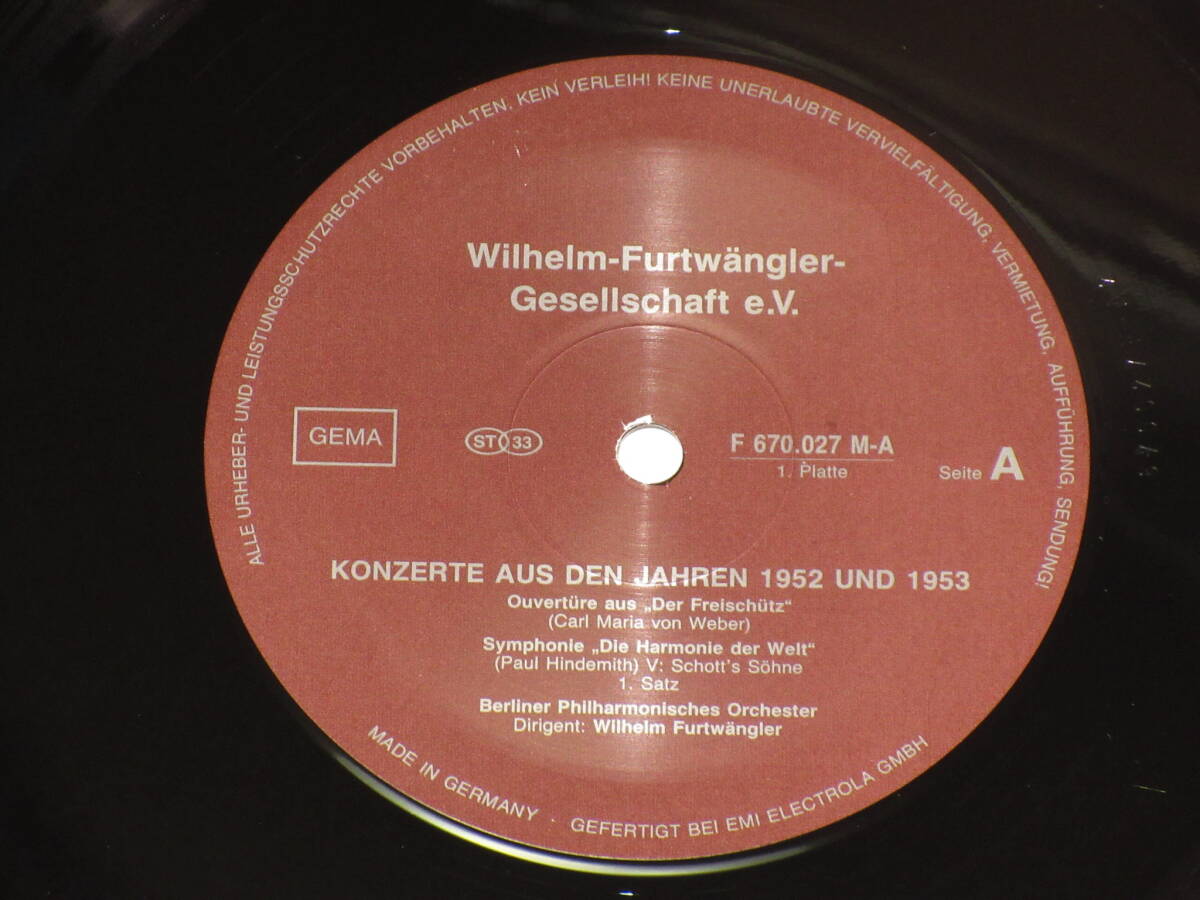 ALLE URHEBER- UND LEISTUNGSSCHUTZRECHTE VORBEHALTEN. KEIN VERLEIH! KEINE UNERLAUBTE VERVIELFÄLTIGUNG, VERMIETUNG, AUFFÜHRUNG, SENDUNG!
Wilhelm-Furtwängler-
Gesellschaft e.V.
GEMA
ST 33
F 670.027 M-A
1. Platte
Seite A
KONZERTE AUS DEN JAHREN 1952 UND 1953
Ouvertüre aus „Der Freischütz“
(Carl Maria von Weber)
Symphonie „Die Harmonie der Welt“
(Paul Hindemith) V: Schott's Söhne
1. Satz
Berliner Philharmonisches Orchester
Dirigent: Wilhelm Furtwängler
MADE IN GERMANY · GEFERTIGT BEI EMI ELECTROLA GMBH